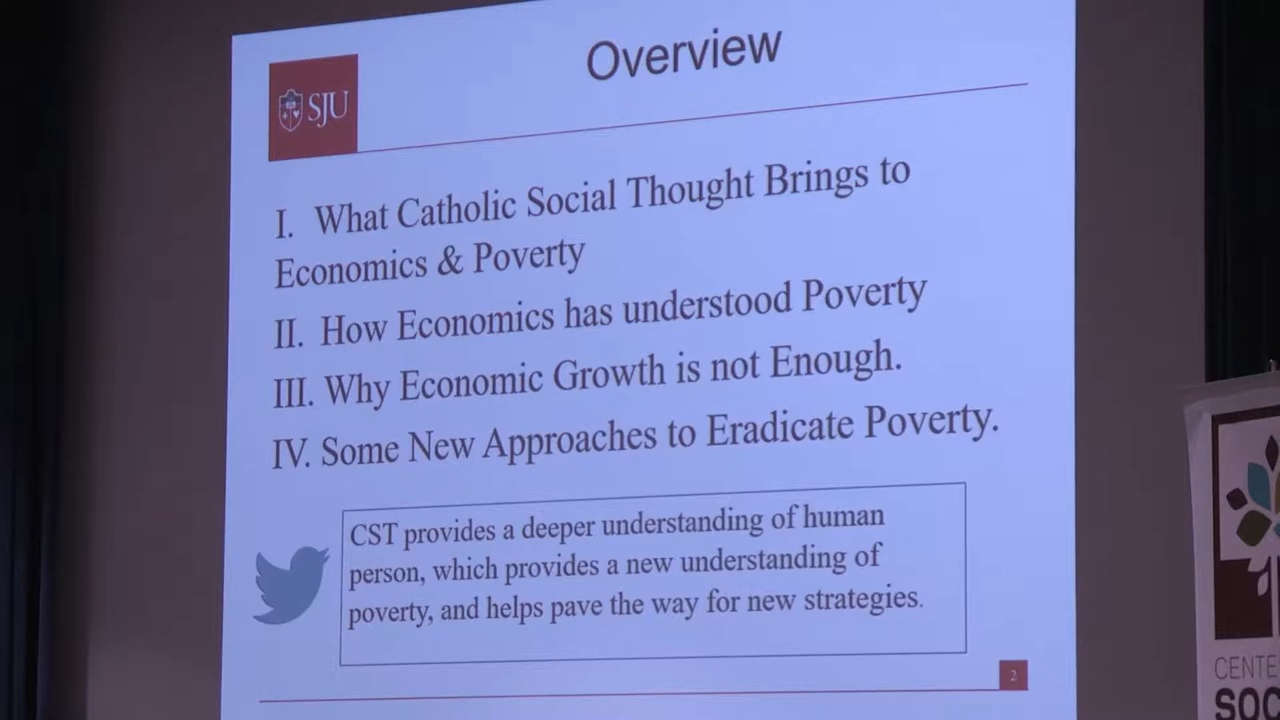 Overview
SJU
I. What Catholic Social Thought Brings to
Economics & Poverty
II. How Economics has understood Poverty
III. Why Economic Growth is not Enough.
IV. Some New Approaches to Eradicate Poverty.
CST provides a deeper understanding of human
person, which provides a new understanding of
poverty, and helps pave the way for new strategies.
2
CENTE
SOC